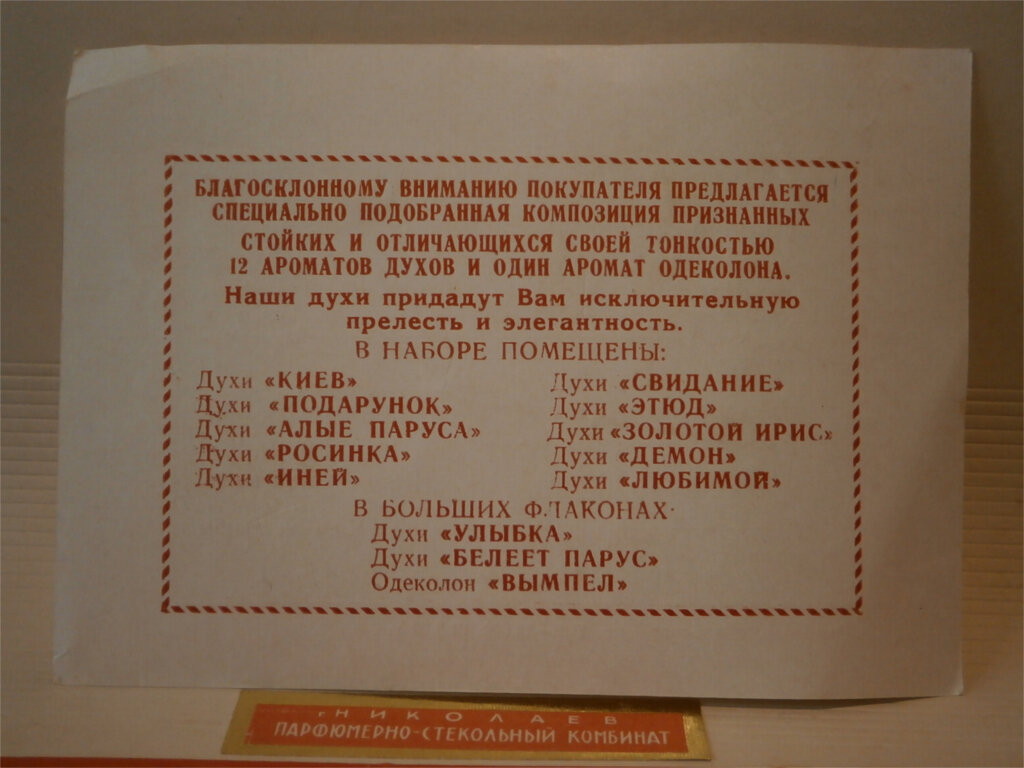 БЛАГОСКЛОННОМУ ВНИМАНИЮ ПОКУПАТЕЛЯ ПРЕДЛАГАЕТСЯ
СПЕЦИАЛЬНО ПОДОБРАННАЯ КОМПОЗИЦИЯ ПРИЗНАННЫХ
СТОЙКИХ И ОТЛИЧАЮЩИХСЯ СВОЕЙ ТОНКОСТЬЮ
12 АРОМАТОВ ДУХОВ И ОДИН АРОМАТ ОДЕКОЛОНА.
Наши духи придадут Вам исключительную
прелесть и элегантность.
В НАБОРЕ ПОМЕЩЕНЫ:
Духи «КИЕВ»
Духи «ПОДАРУНОК»
Духи «АЛЫЕ ПАРУСА»
Духи «РОСИНКА»
Духи «ИНЕЙ»
Духи «СВИДАНИЕ»
Духи «ЭТЮД»
Духи «ЗОЛОТОЙ ИРИС»
Духи «ДЕМОН»
Духи «ЛЮБИМОЙ»
В БОЛЬШИХ ФЛАКОНАХ:
Духи «УЛЫБКА»
Духи «БЕЛЕЕТ ПАРУС»
Одеколон «ВЫМПЕЛ»
г. НИКОЛАЕВ
ПАРФЮМЕРНО-СТЕКОЛЬНЫЙ КОМБИНАТ